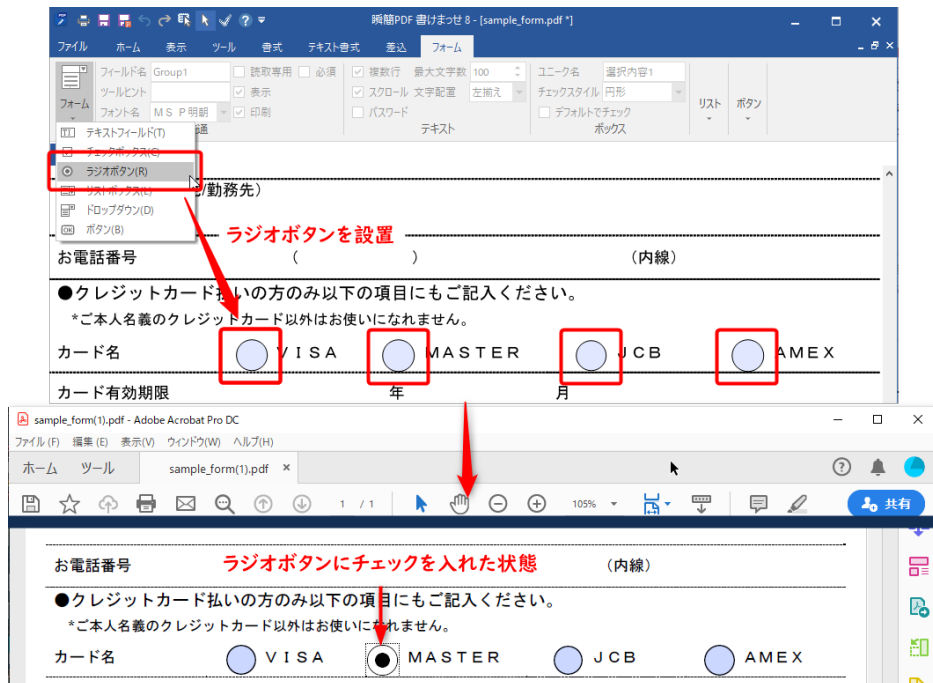 瞬簡PDF 書けまっせ 8 - [sample_form.pdf *]
ファイル ホーム 表示 ツール 書式 テキスト書式 差込 フォーム
フィールド名 Group1 読取専用 必須 複数行 最大文字数 100 ユニーク名 選択内容1
ツールヒント 表示 スクロール 文字配置 左揃え チェックスタイル 円形
フォーム フォント名 MS P明朝 印刷 パスワード デフォルトでチェック リスト ボタン
通 テキスト ボックス
テキストフィールド(T)
チェックボックス(C)
ラジオボタン(R)
リストボックス(L)
ドロップダウン(D)
OK ボタン(B)
/勤務先）
ラジオボタンを設置
お電話番号 （ ） （内線）
●クレジットカード払いの方のみ以下の項目にもご記入ください。
*ご本人名義のクレジットカード以外はお使いになれません。
カード名 VISA MASTER JCB AMEX
カード有効期限 年 月
sample_form(1).pdf - Adobe Acrobat Pro DC
ファイル(F) 編集(E) 表示(V) ウィンドウ(W) ヘルプ(H)
ホーム ツール sample_form(1).pdf ×
1 / 1 105% 共有
ラジオボタンにチェックを入れた状態
お電話番号 （内線）
●クレジットカード払いの方のみ以下の項目にもご記入ください。
*ご本人名義のクレジットカード以外はお使いになれません。
カード名 VISA MASTER JCB AMEX